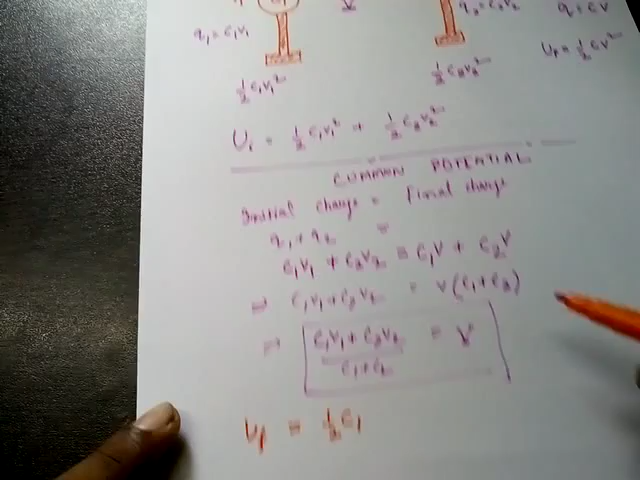 q₁ = C₁V₁
q₂ = C₂V₂
q = CV
½C₁V₁²
½C₂V₂²
U_f = ½CV²
Uᵢ = ½C₁V₁² + ½C₂V₂²
COMMON POTENTIAL
Initial charge = Final charge
q₁ + q₂ =
C₁V₁ + C₂V₂ = C₁V + C₂V
⇒ C₁V₁ + C₂V₂ = V(C₁ + C₂)
⇒ C₁V₁ + C₂V₂ / C₁ + C₂ = V
U_f = ½C₁